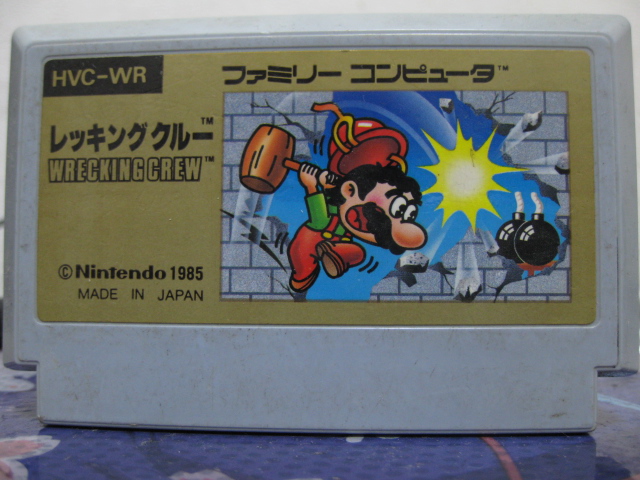 HVC-WR
ファミリー コンピュータ™
レッキングクルー™
WRECKING CREW™
©Nintendo 1985
MADE IN JAPAN